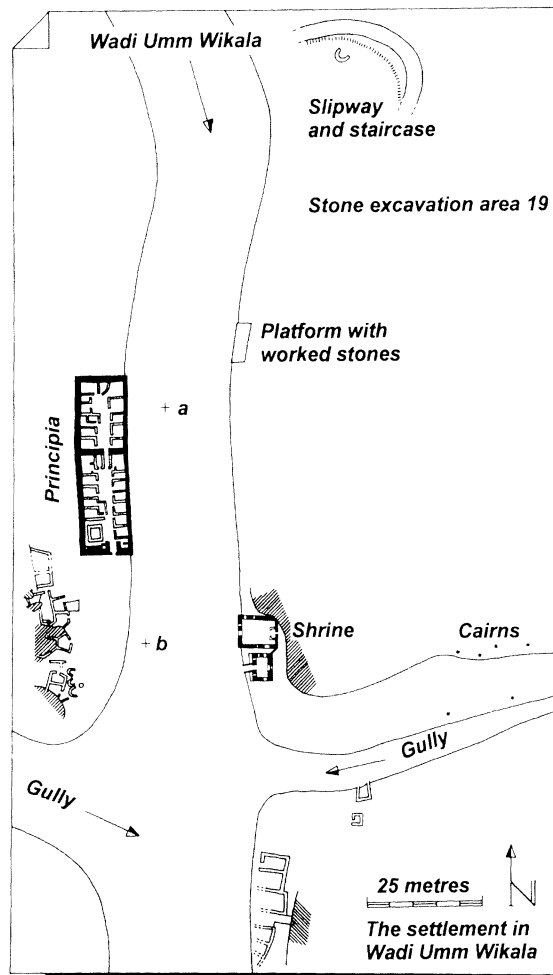 Wadi Umm Wikala
Slipway
and staircase
Stone excavation area 19
Platform with
worked stones
a
Principia
b
Shrine
Cairns
Gully
Gully
25 metres
N
The settlement in
Wadi Umm Wikala